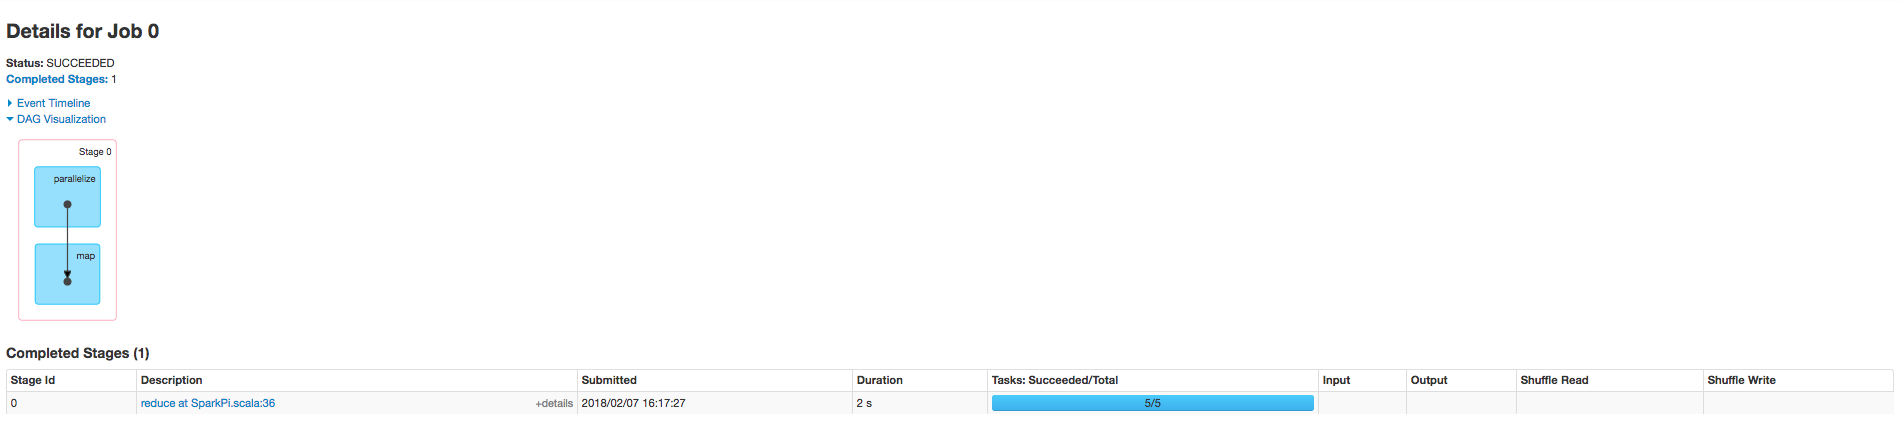 Details for Job 0
Status: SUCCEEDED
Completed Stages: 1
Event Timeline
DAG Visualization
Stage 0
parallelize
map
Completed Stages (1)
Stage Id Description Submitted Duration Tasks: Succeeded/Total Input Output Shuffle Read Shuffle Write
0 reduce at SparkPi.scala:36 +details 2018/02/07 16:17:27 2 s 5/5